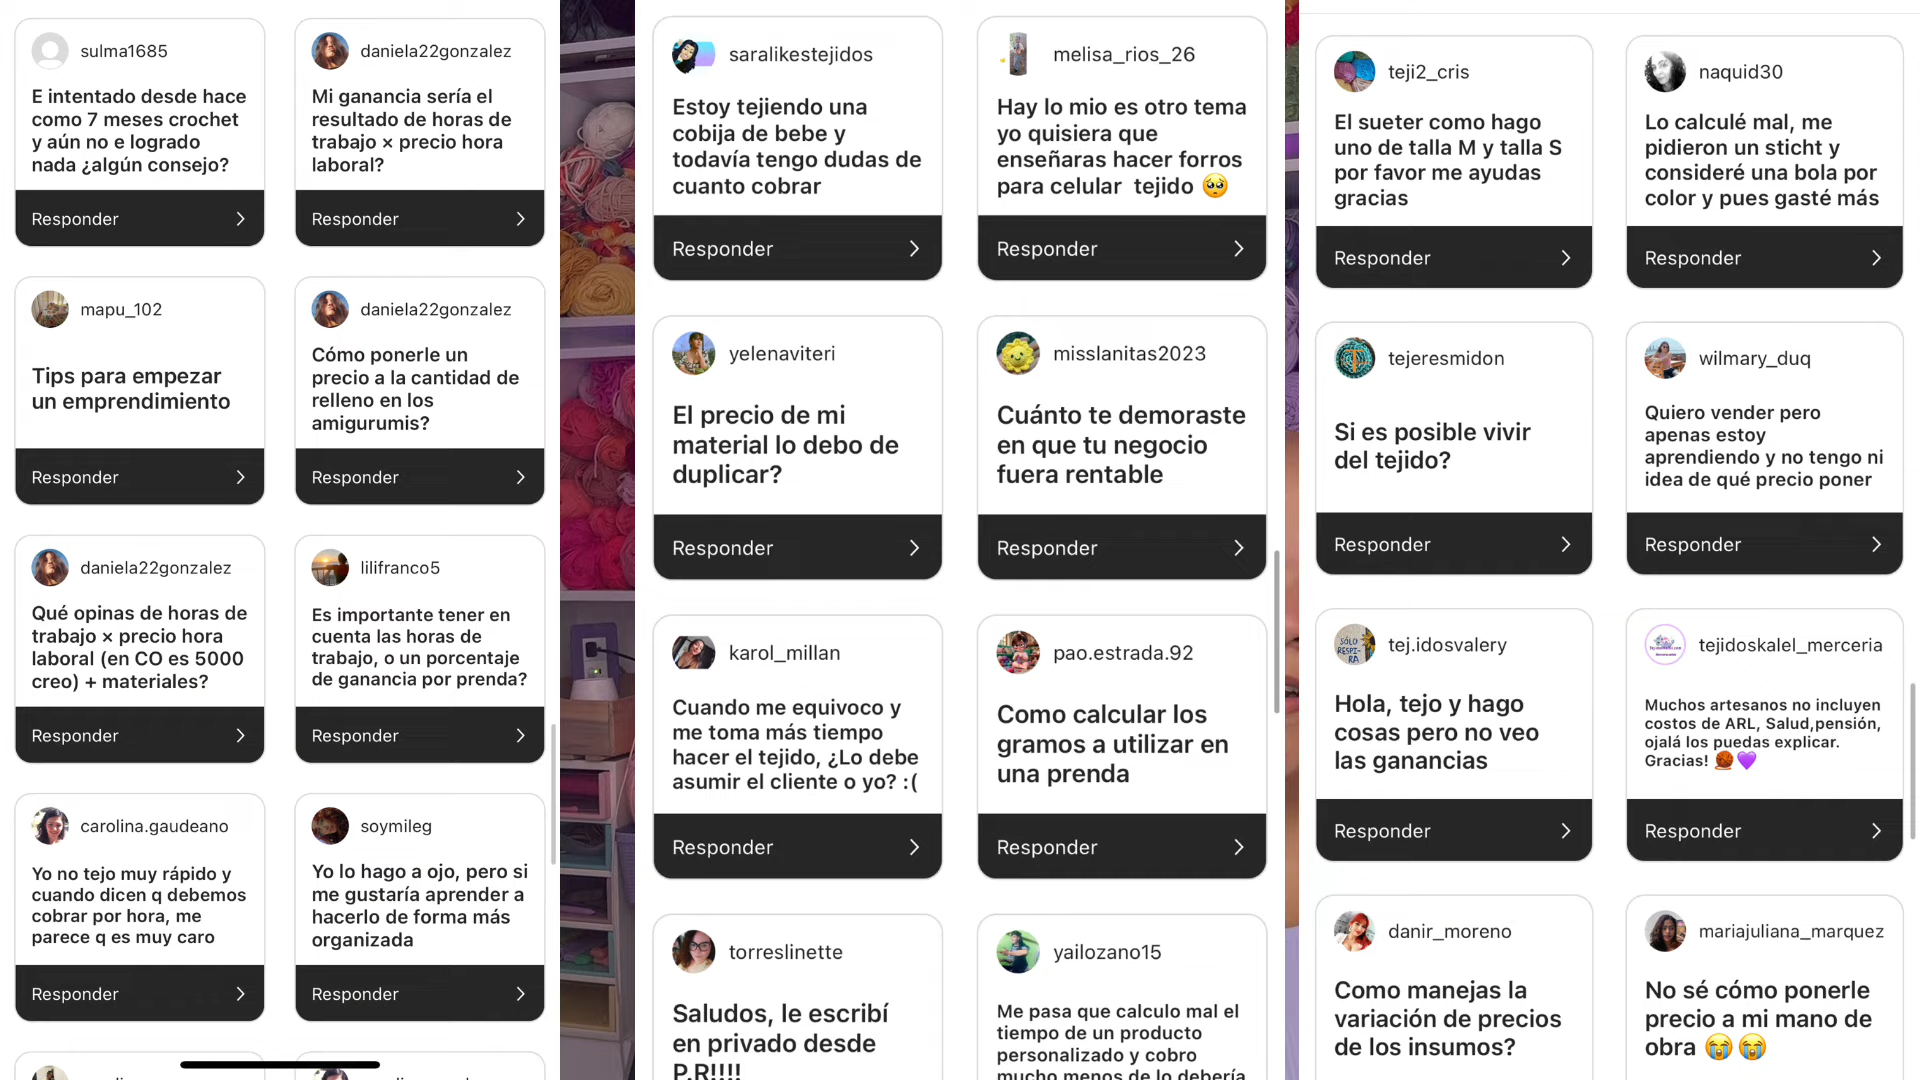 sulma1685
E intentado desde hace
como 7 meses crochet
y aún no e logrado
nada ¿algún consejo?
Responder
daniela22gonzalez
Mi ganancia sería el
resultado de horas de
trabajo × precio hora
laboral?
Responder
mapu_102
Tips para empezar
un emprendimiento
Responder
daniela22gonzalez
Cómo ponerle un
precio a la cantidad de
relleno en los
amigurumis?
Responder
daniela22gonzalez
Qué opinas de horas de
trabajo × precio hora
laboral (en CO es 5000
creo) + materiales?
Responder
lilifranco5
Es importante tener en
cuenta las horas de
trabajo, o un porcentaje
de ganancia por prenda?
Responder
carolina.gaudeano
Yo no tejo muy rápido y
cuando dicen q debemos
cobrar por hora, me
parece q es muy caro
Responder
soymileg
Yo lo hago a ojo, pero si
me gustaría aprender a
hacerlo de forma más
organizada
Responder
saralikestejidos
Estoy tejiendo una
cobija de bebe y
todavía tengo dudas de
cuanto cobrar
Responder
melisa_rios_26
Hay lo mio es otro tema
yo quisiera que
enseñaras hacer forros
para celular tejido 🥺
Responder
yelenaviteri
El precio de mi
material lo debo de
duplicar?
Responder
misslanitas2023
Cuánto te demoraste
en que tu negocio
fuera rentable
Responder
karol_millan
Cuando me equivoco y
me toma más tiempo
hacer el tejido, ¿Lo debe
asumir el cliente o yo? :(
Responder
pao.estrada.92
Como calcular los
gramos a utilizar en
una prenda
Responder
torreslinette
Saludos, le escribí
en privado desde
P.R!!!!
yailozano15
Me pasa que calculo mal el
tiempo de un producto
personalizado y cobro
mucho menos de lo debería
teji2_cris
El sueter como hago
uno de talla M y talla S
por favor me ayudas
gracias
Responder
naquid30
Lo calculé mal, me
pidieron un sticht y
consideré una bola por
color y pues gasté más
Responder
tejeresmidon
Si es posible vivir
del tejido?
Responder
wilmary_duq
Quiero vender pero
apenas estoy
aprendiendo y no tengo ni
idea de qué precio poner
Responder
tej.idosvalery
SÓLO
RESPI-
RA
Hola, tejo y hago
cosas pero no veo
las ganancias
Responder
tejidoskalel_merceria
Muchos artesanos no incluyen
costos de ARL, Salud,pensión,
ojalá los puedas explicar.
Gracias! 🧶💜
Responder
danir_moreno
Como manejas la
variación de precios
de los insumos?
mariajuliana_marquez
No sé cómo ponerle
precio a mi mano de
obra 😭😭